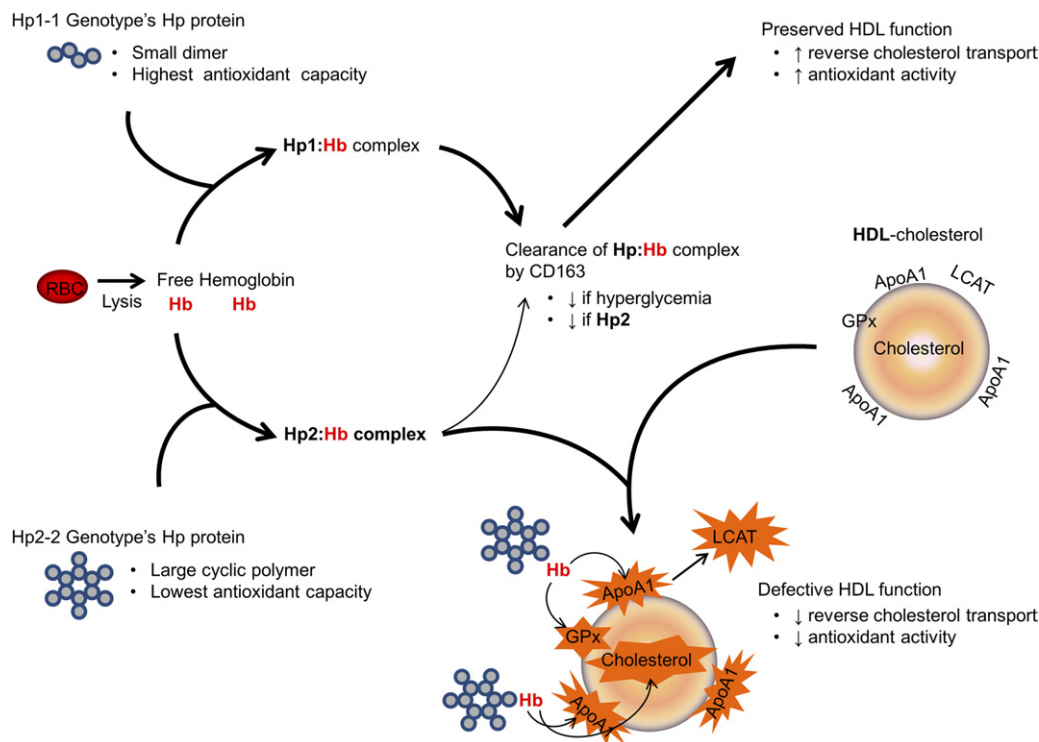 Hp1-1 Genotype's Hp protein
• Small dimer
• Highest antioxidant capacity
Preserved HDL function
• ↑ reverse cholesterol transport
• ↑ antioxidant activity
Hp1:Hb complex
Clearance of Hp:Hb complex
by CD163
• ↓ if hyperglycemia
• ↓ if Hp2
RBC
Lysis
Free Hemoglobin
Hb Hb
HDL-cholesterol
ApoA1
LCAT
GPx
Cholesterol
ApoA1
ApoA1
Hp2:Hb complex
Hp2-2 Genotype's Hp protein
• Large cyclic polymer
• Lowest antioxidant capacity
Hb
ApoA1
LCAT
GPx
Cholesterol
Hb
ApoA1
ApoA1
Defective HDL function
• ↓ reverse cholesterol transport
• ↓ antioxidant activity